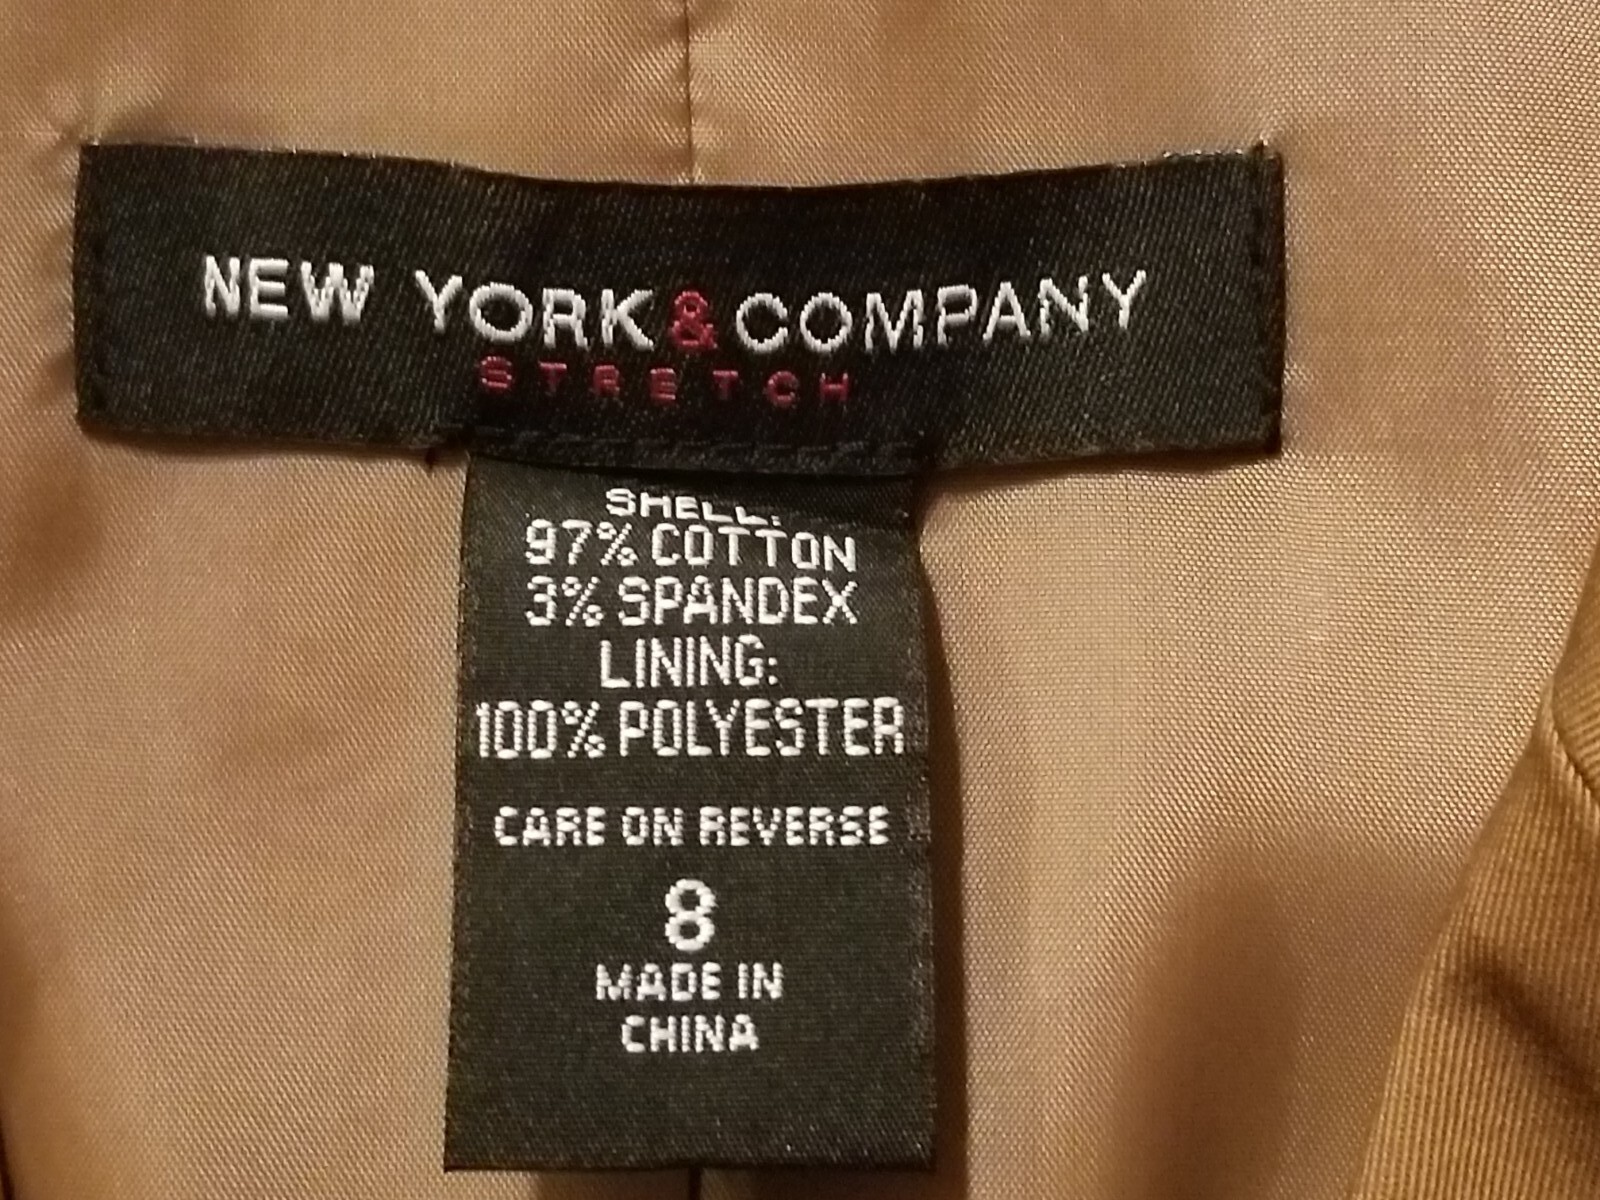 NEW YORK & COMPANY
STRETCH
SHELL:
97% COTTON
3% SPANDEX
LINING:
100% POLYESTER
CARE ON REVERSE
8
MADE IN
CHINA